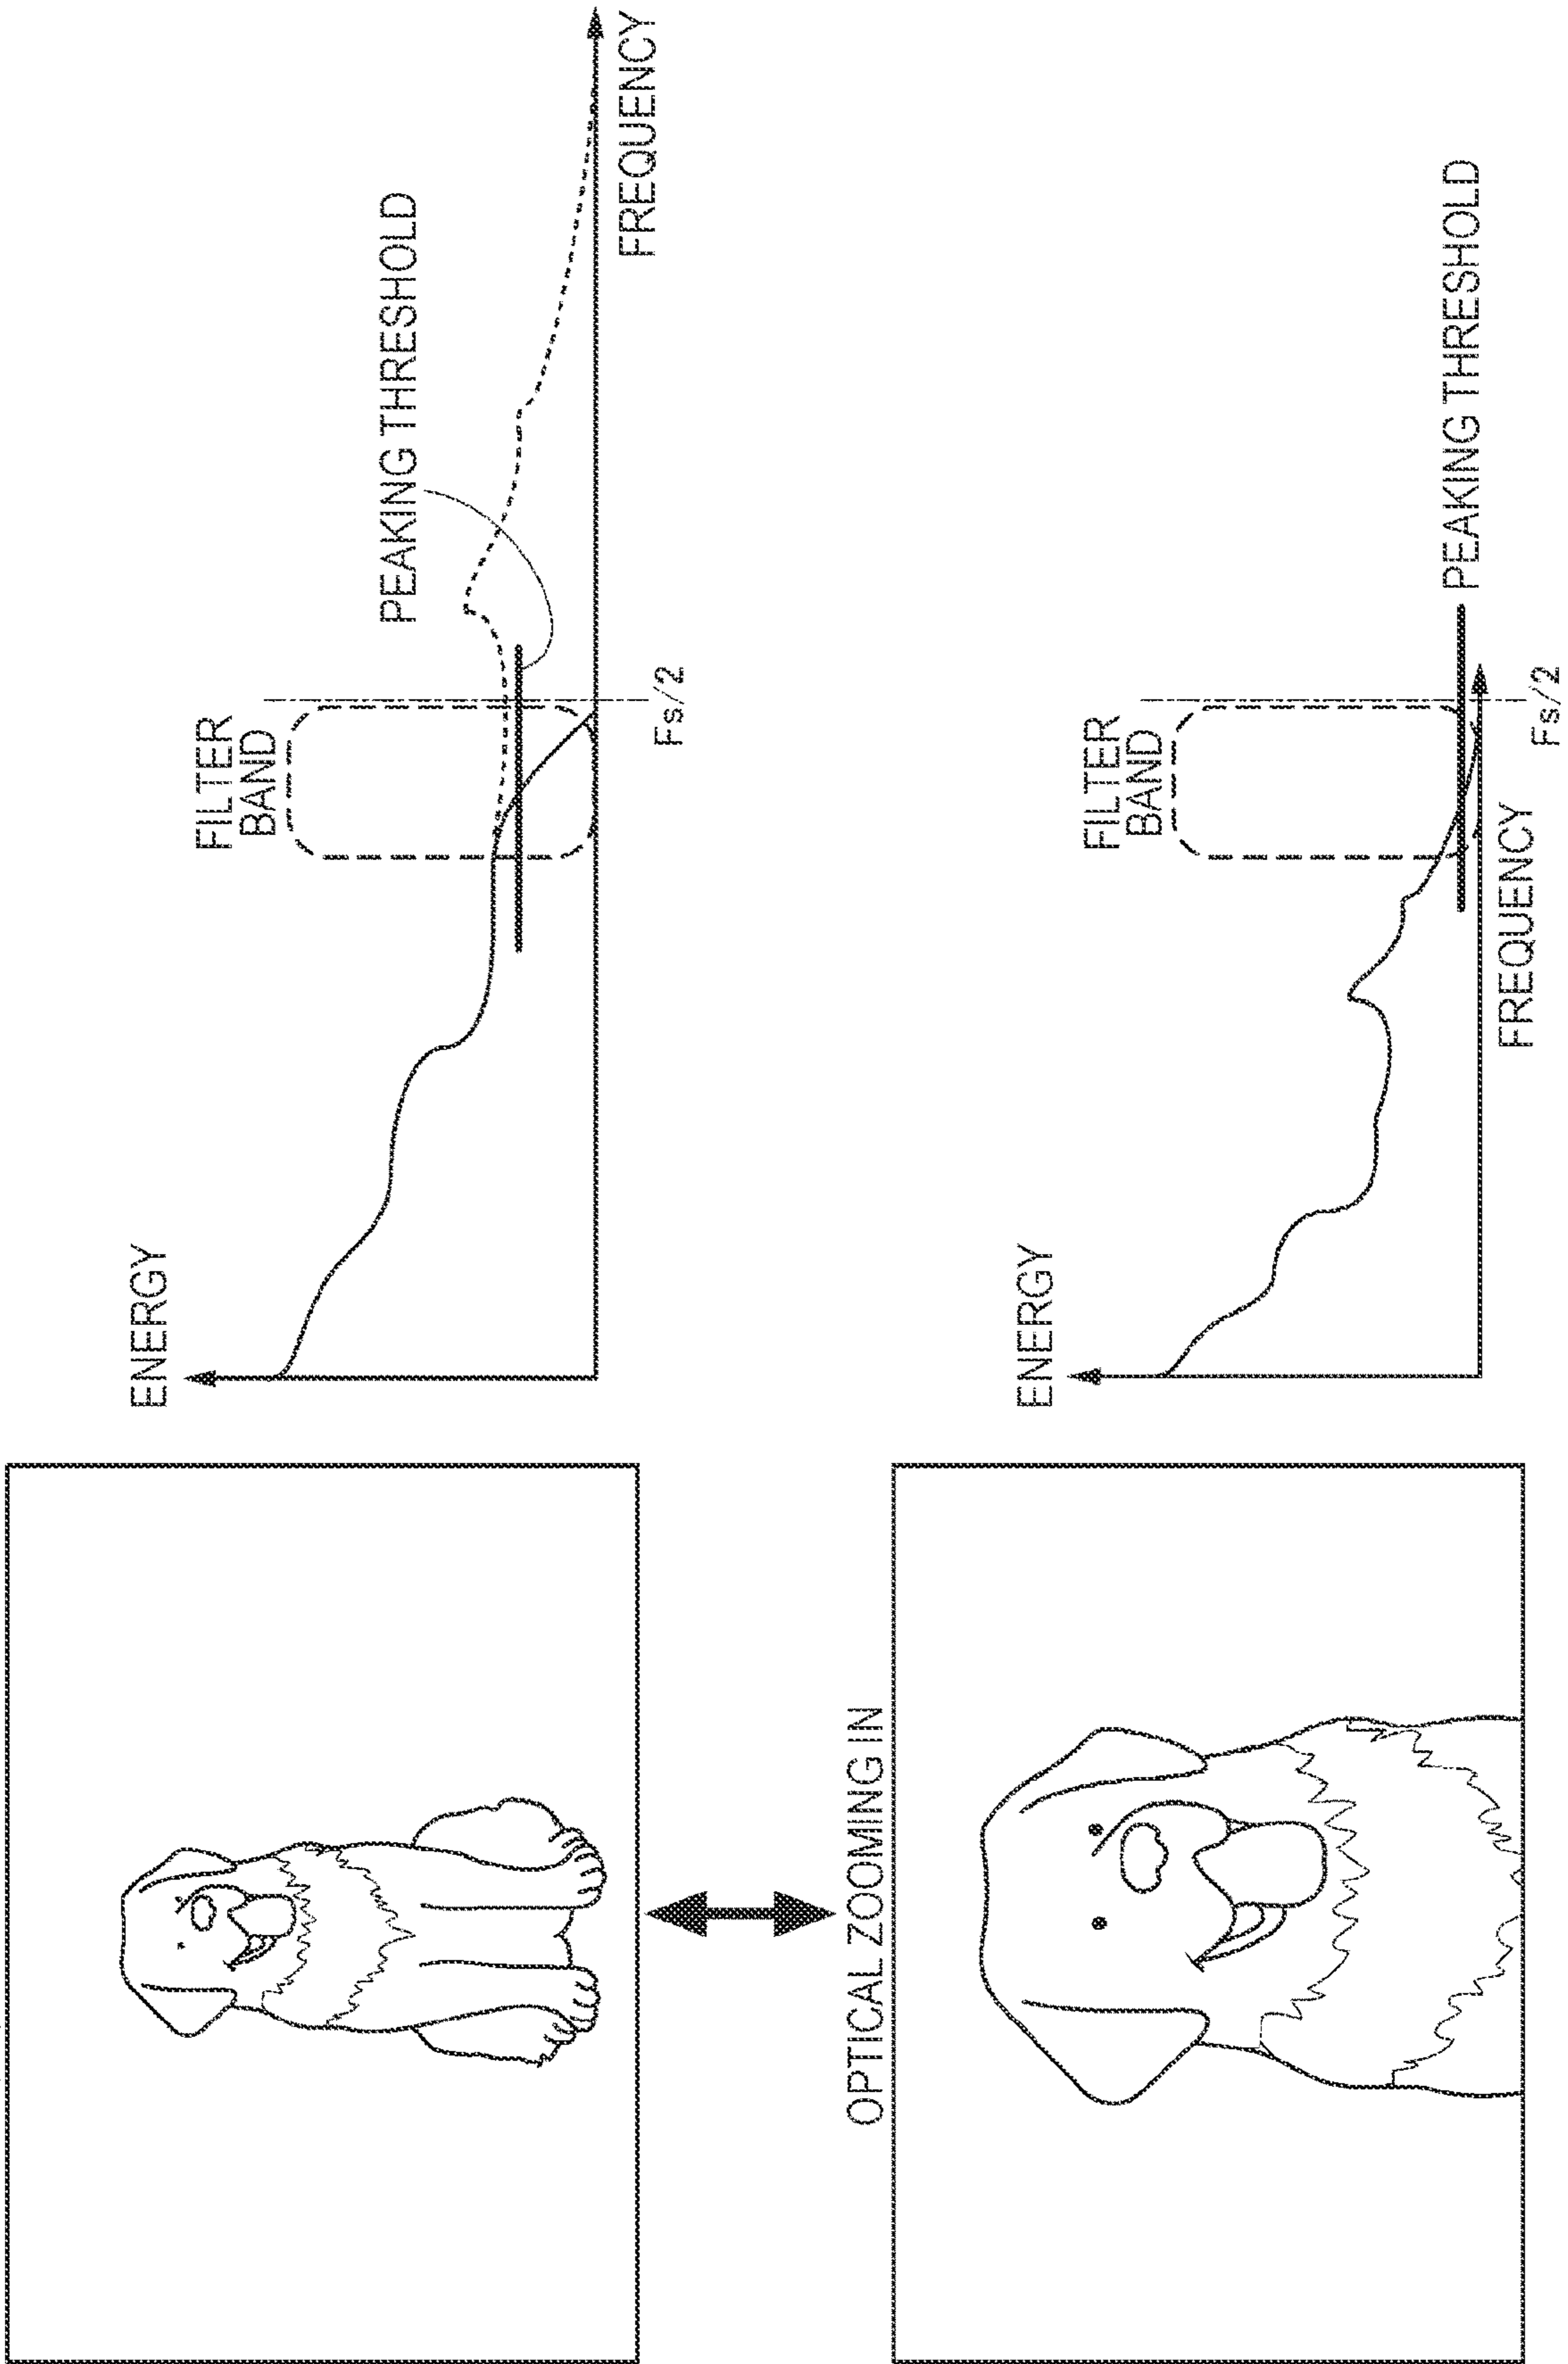 ENERGY
FILTER
BAND
PEAKING THRESHOLD
Fs/2
FREQUENCY
OPTICAL ZOOMING IN
ENERGY
FILTER
BAND
PEAKING THRESHOLD
Fs/2
FREQUENCY